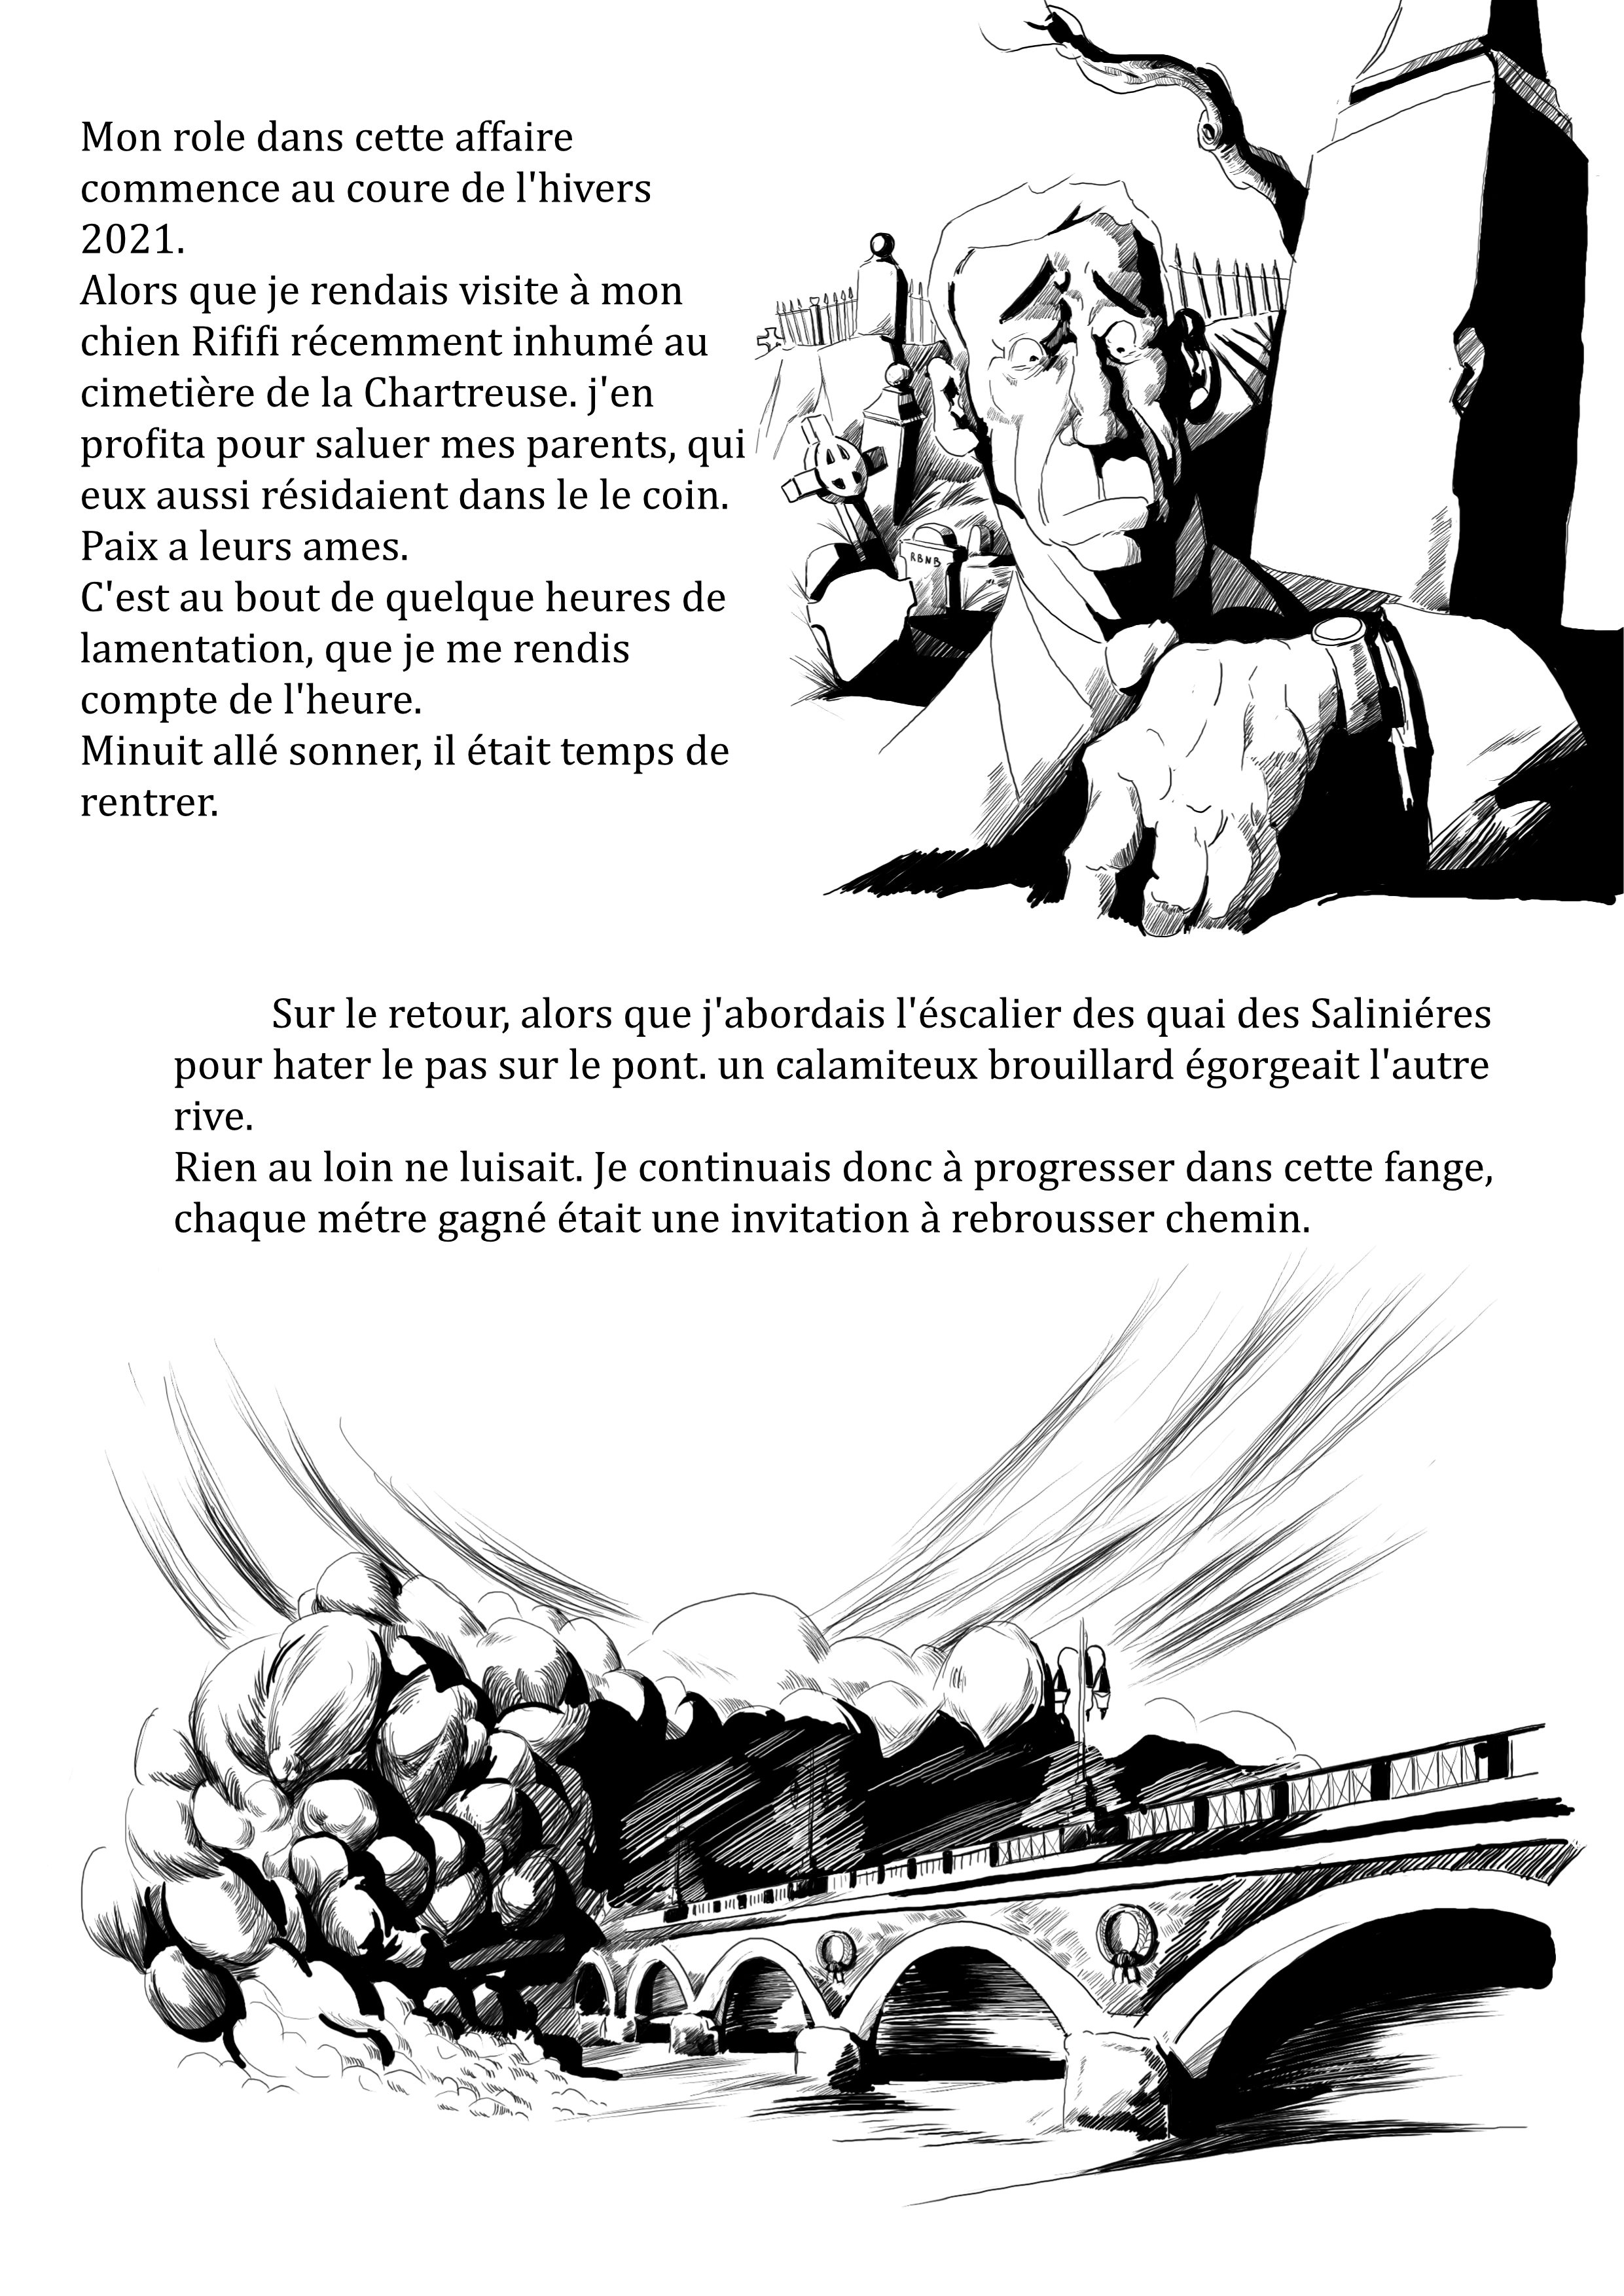 Mon role dans cette affaire
commence au coure de l'hivers
2021.
Alors que je rendais visite à mon
chien Rififi récemment inhumé au
cimetière de la Chartreuse. j'en
profita pour saluer mes parents, qui
eux aussi résidaient dans le le coin.
Paix a leurs ames.
C'est au bout de quelque heures de
lamentation, que je me rendis
compte de l'heure.
Minuit allé sonner, il était temps de
rentrer.
RBNB
Sur le retour, alors que j'abordais l'éscalier des quai des Saliniéres
pour hater le pas sur le pont. un calamiteux brouillard égorgeait l'autre
rive.
Rien au loin ne luisait. Je continuais donc à progresser dans cette fange,
chaque métre gagné était une invitation à rebrousser chemin.